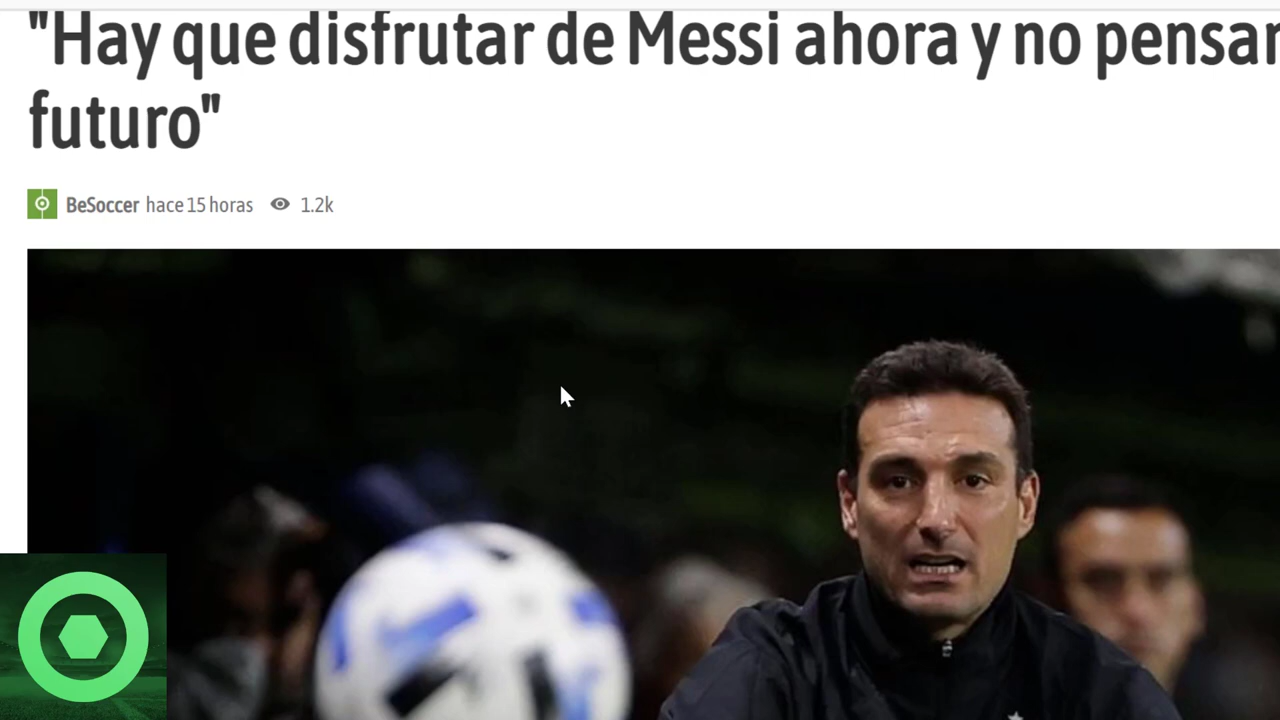 "Hay que disfrutar de Messi ahora y no pensar
futuro"
BeSoccer hace 15 horas 1.2k